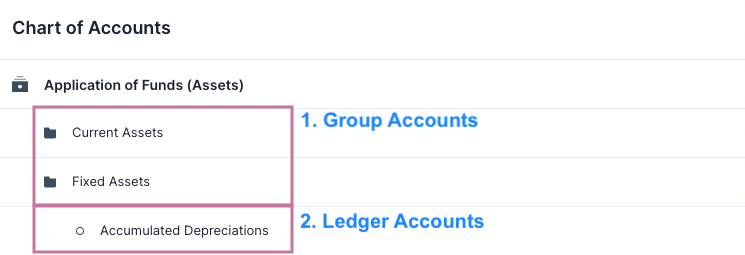 Chart of Accounts
Application of Funds (Assets)
Current Assets
1. Group Accounts
Fixed Assets
Accumulated Depreciations
2. Ledger Accounts